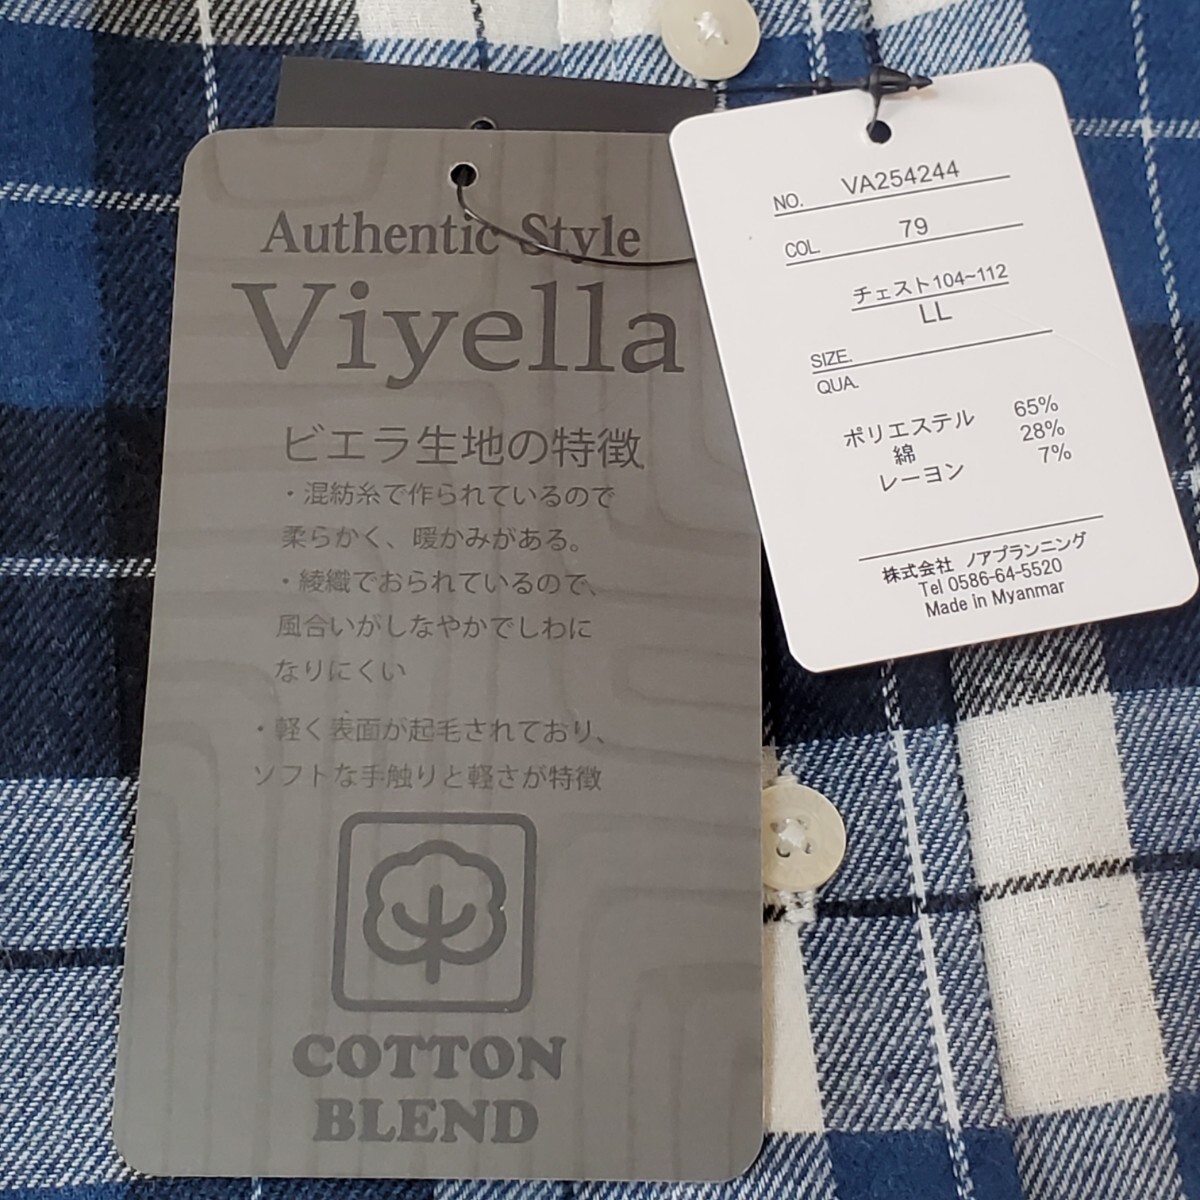 Authentic Style
Viyella
ビエラ生地の特徴
・混紡糸で作られているので
柔らかく、暖かみがある。
・綾織でおられているので、
風合いがしなやかでしわに
なりにくい
・軽く表面が起毛されており、
ソフトな手触りと軽さが特徴
COTTON
BLEND
NO. VA254244
COL 79
チェスト104~112
LL
SIZE.
QUA.
ポリエステル 65%
綿 28%
レーヨン 7%
株式会社 ノアプランニング
Tel 0586-64-5520
Made in Myanmar